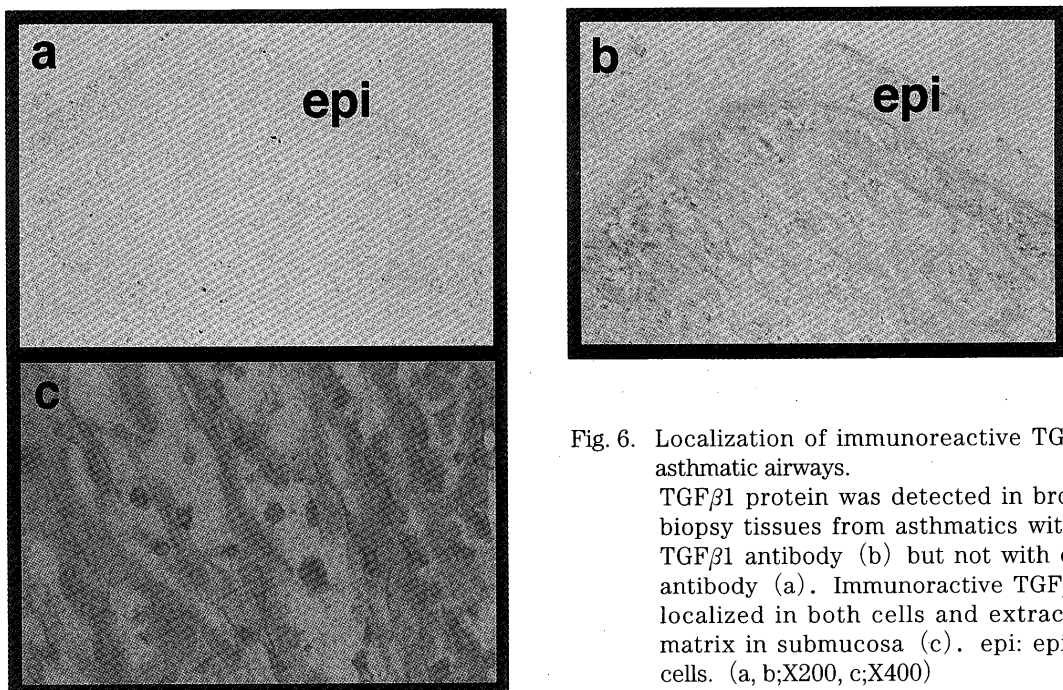 a
epi
b
epi
c
Fig. 6. Localization of immunoreactive TG
asthmatic airways.
TGFβ1 protein was detected in bro
biopsy tissues from asthmatics wit
TGFβ1 antibody (b) but not with
antibody (a). Immunoractive TGF
localized in both cells and extrac
matrix in submucosa (c). epi: epi
cells. (a, b;X200, c;X400)